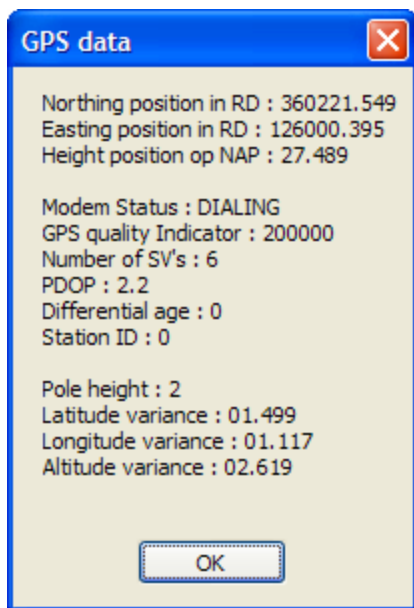 GPS data
Northing position in RD : 360221.549
Easting position in RD : 126000.395
Height position op NAP : 27.489
Modem Status : DIALING
GPS quality Indicator : 200000
Number of SV's : 6
PDOP : 2.2
Differential age : 0
Station ID : 0
Pole height : 2
Latitude variance : 01.499
Longitude variance : 01.117
Altitude variance : 02.619
OK